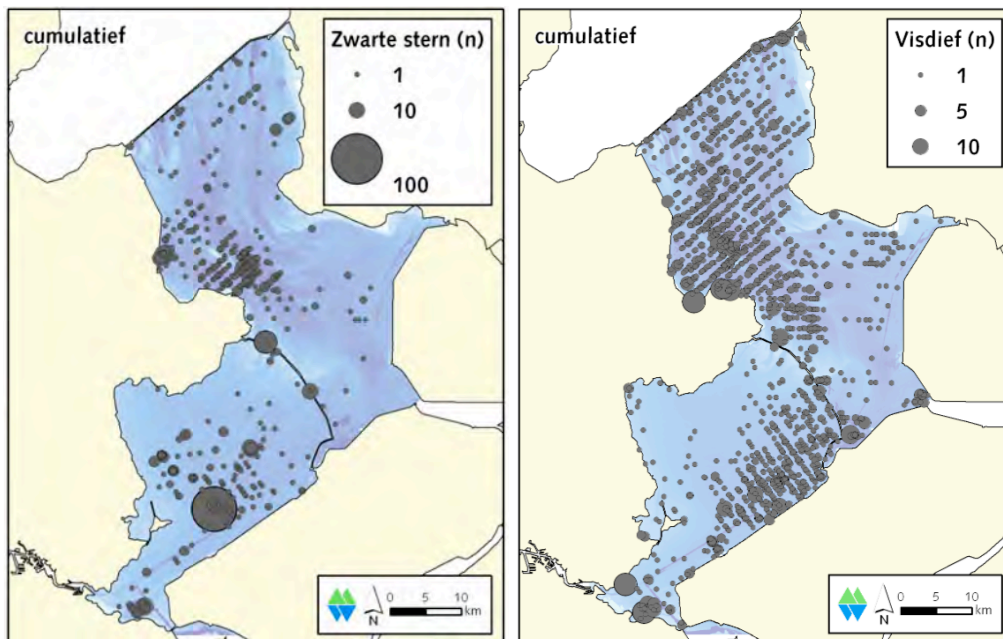 cumulatief
Zwarte stern (n)
1
10
100
N
0 5 10
km
cumulatief
Visdief (n)
1
5
10
N
0 5 10
km